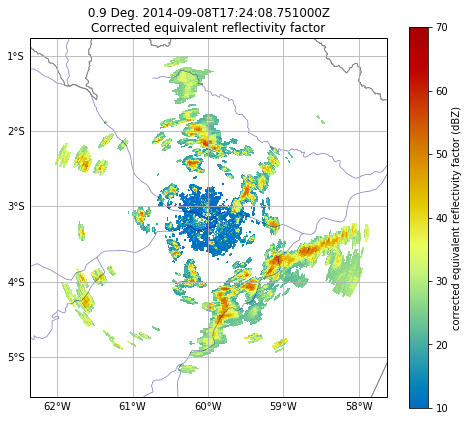 0.9 Deg. 2014-09-08T17:24:08.751000Z
Corrected equivalent reflectivity factor
1°S
2°S
3°S
4°S
5°S
62°W 61°W 60°W 59°W 58°W
70
60
50
40
30
20
10
corrected equivalent reflectivity factor (dBZ)